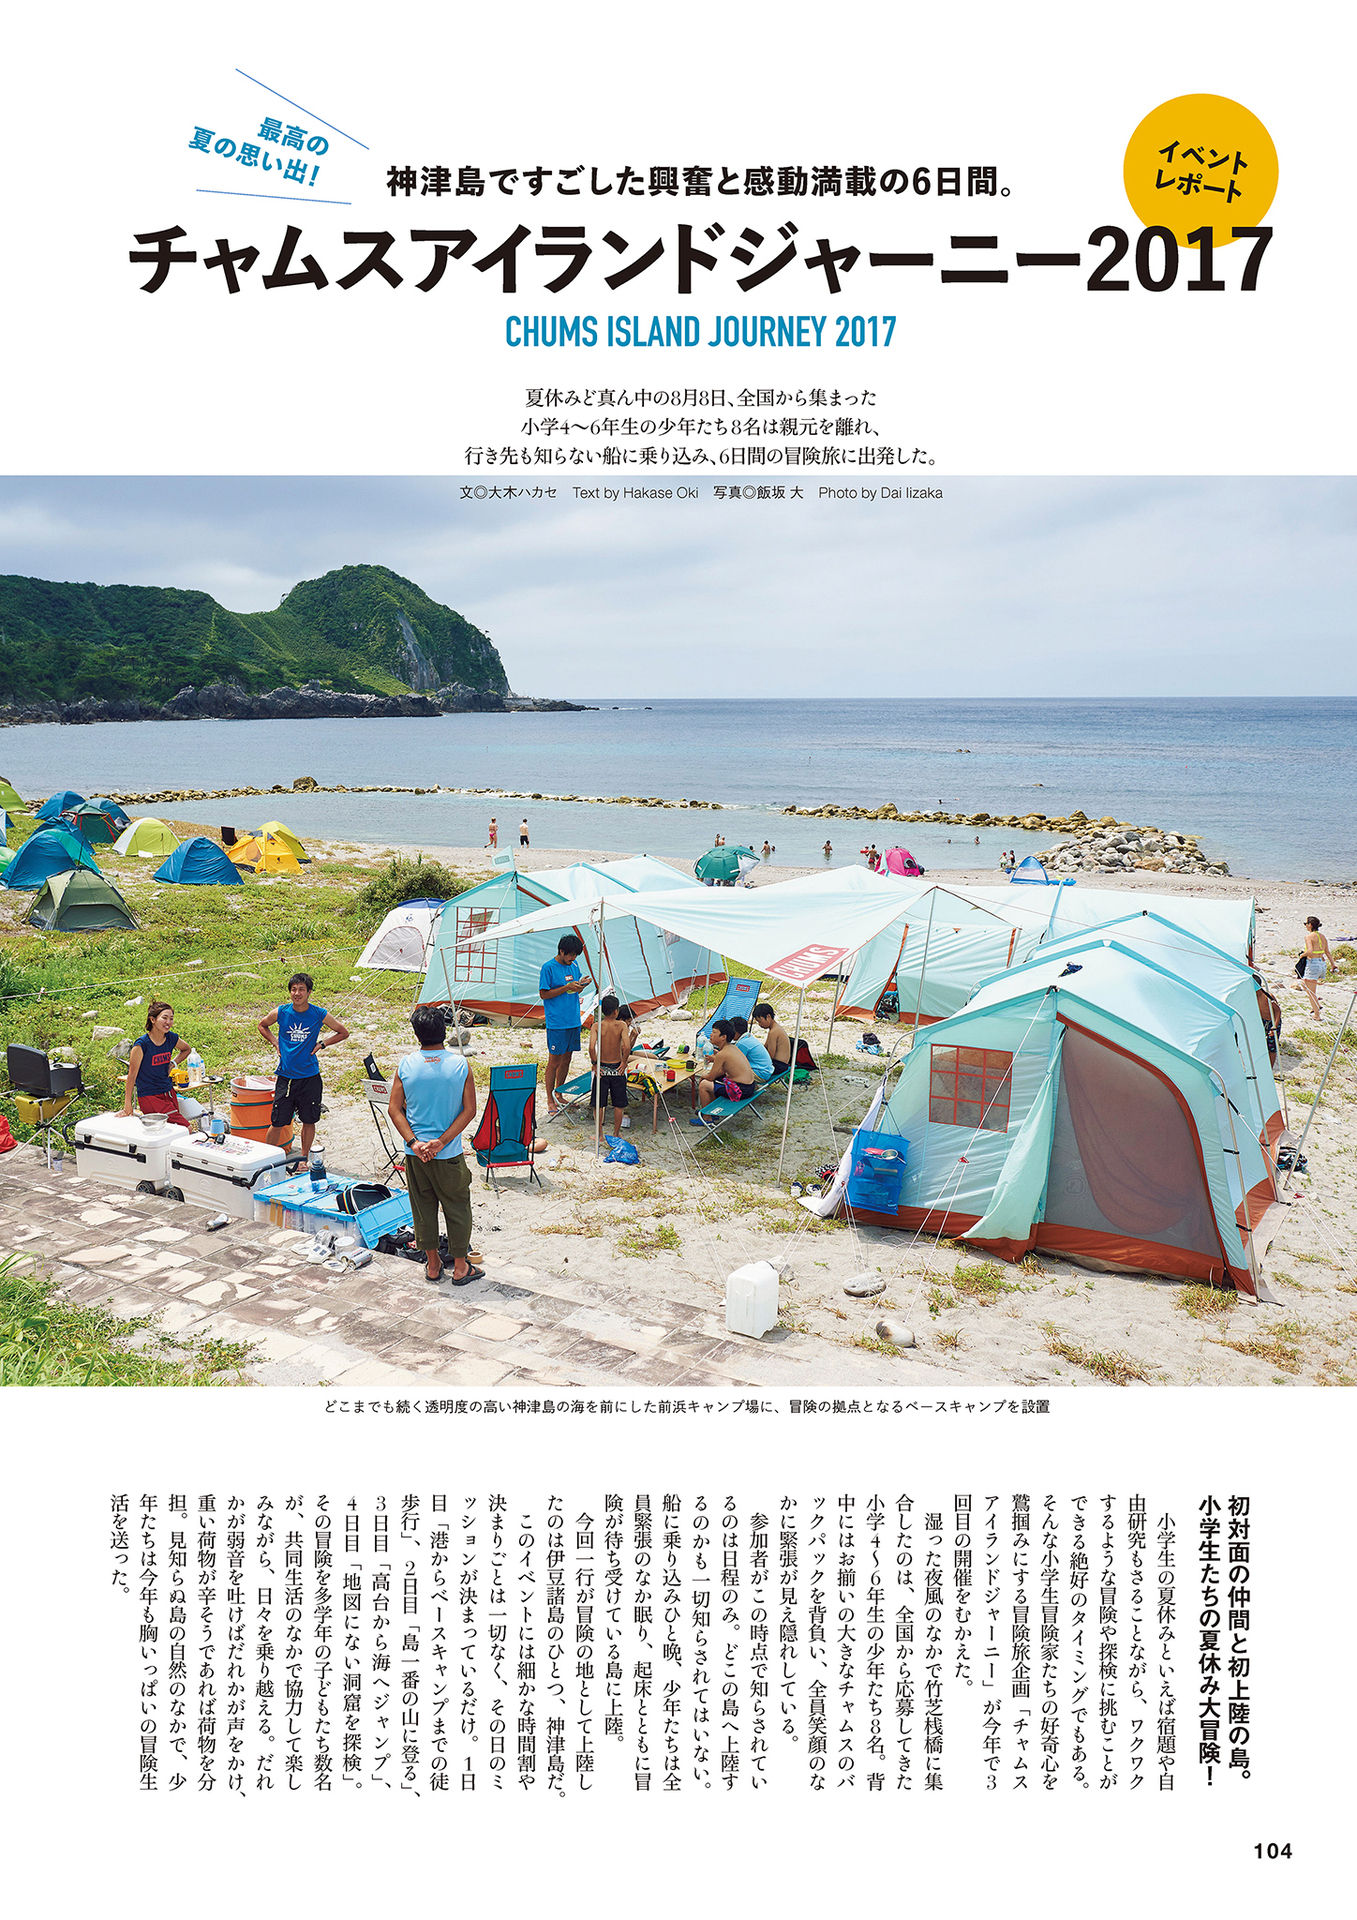 最高の
夏の思い出！
神津島ですごした興奮と感動満載の6日間。
イベント
レポート
チャムスアイランドジャーニー2017
CHUMS ISLAND JOURNEY 2017
夏休みど真ん中の8月8日、全国から集まった
小学4〜6年生の少年たち8名は親元を離れ、
行き先も知らない船に乗り込み、6日間の冒険旅に出発した。
文◎大木ハカセ　Text by Hakase Oki　写真◎飯坂 大　Photo by Dai Iizaka
CHUMS
どこまでも続く透明度の高い神津島の海を前にした前浜キャンプ場に、冒険の拠点となるベースキャンプを設置
初対面の仲間と初上陸の島。
小学生たちの夏休み大冒険！
小学生の夏休みといえば宿題や自
由研究もさることながら、ワクワク
するような冒険や探検に挑むことが
できる絶好のタイミングでもある。
そんな小学生冒険家たちの好奇心を
鷲掴みにする冒険旅企画「チャムス
アイランドジャーニー」が今年で3
回目の開催をむかえた。
湿った夜風のなかで竹芝桟橋に集
合したのは、全国から応募してきた
小学4〜6年生の少年たち8名。背
中にはお揃いの大きなチャムスのバ
ックパックを背負い、全員笑顔のな
かに緊張が見え隠れしている。
参加者がこの時点で知らされてい
るのは日程のみ。どこの島へ上陸す
るのかも一切知らされてはいない。
船に乗り込みひと晩、少年たちは全
員緊張のなか眠り、起床とともに冒
険が待ち受けている島に上陸。
今回一行が冒険の地として上陸し
たのは伊豆諸島のひとつ、神津島だ。
このイベントには細かな時間割や
決まりごとは一切なく、その日のミ
ッションが決まっているだけ。1日
目「港からベースキャンプまでの徒
歩行」、2日目「島一番の山に登る」、
3日目「高台から海へジャンプ」、
4日目「地図にない洞窟を探検」。
その冒険を多学年の子どもたち数名
が、共同生活のなかで協力して楽し
みながら、日々を乗り越える。だれ
かが弱音を吐けばだれかが声をかけ、
重い荷物が辛そうであれば荷物を分
担。見知らぬ島の自然のなかで、少
年たちは今年も胸いっぱいの冒険生
活を送った。
104